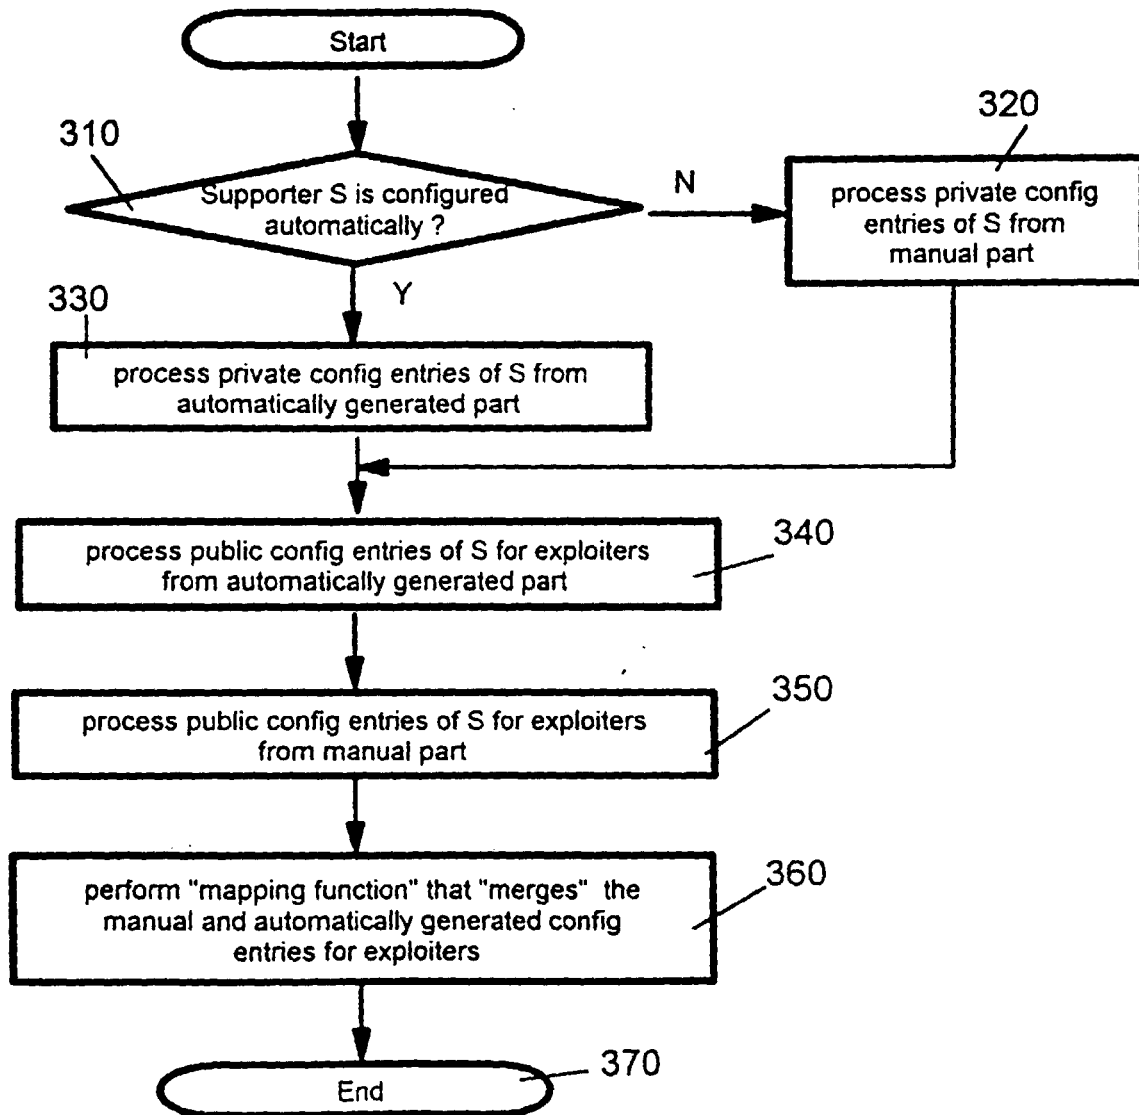 Start
310
Supporter S is configured
automatically ?
N
320
process private config
entries of S from
manual part
Y
330
process private config entries of S from
automatically generated part
340
process public config entries of S for exploiters
from automatically generated part
350
process public config entries of S for exploiters
from manual part
360
perform "mapping function" that "merges" the
manual and automatically generated config
entries for exploiters
370
End